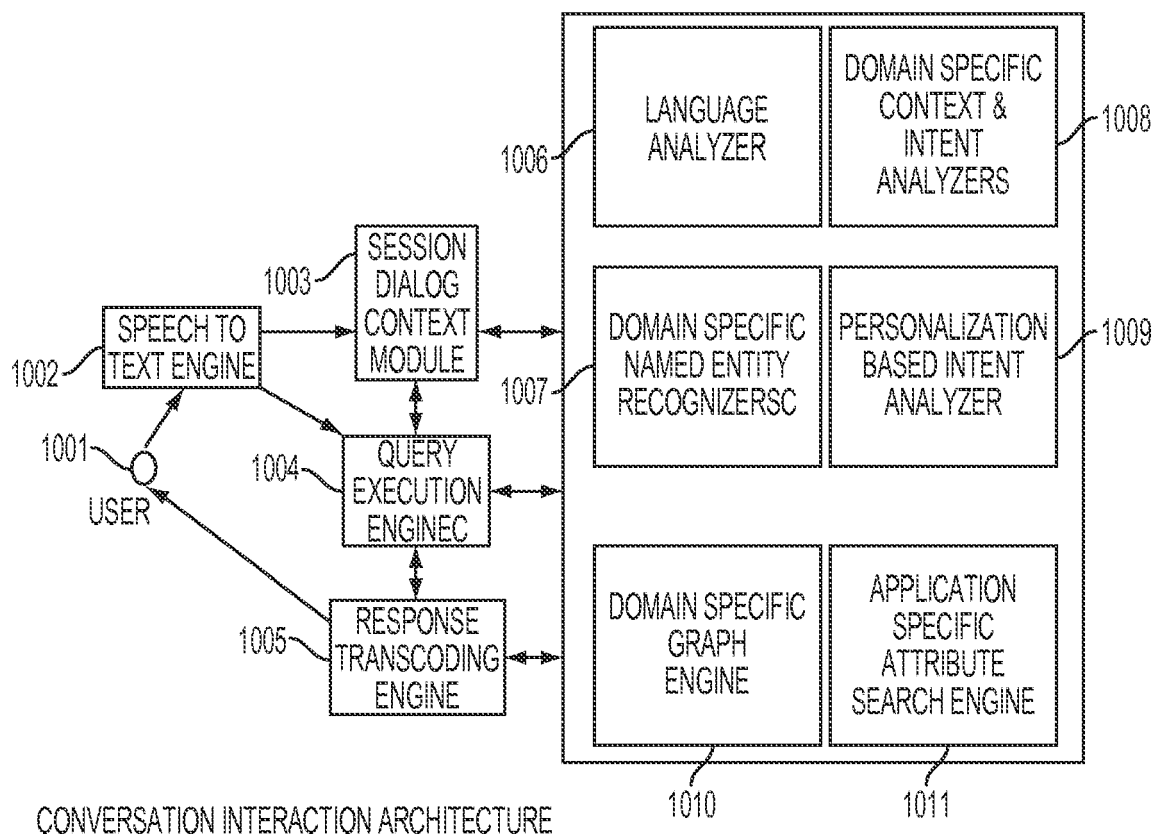 LANGUAGE
ANALYZER
1006
DOMAIN SPECIFIC
CONTEXT &
INTENT
ANALYZERS
1008
SESSION
DIALOG
CONTEXT
MODULE
1003
SPEECH TO
TEXT ENGINE
1002
DOMAIN SPECIFIC
NAMED ENTITY
RECOGNIZERSC
1007
PERSONALIZATION
BASED INTENT
ANALYZER
1009
1001
USER
QUERY
EXECUTION
ENGINEC
1004
RESPONSE
TRANSCODING
ENGINE
1005
DOMAIN SPECIFIC
GRAPH
ENGINE
1010
APPLICATION
SPECIFIC
ATTRIBUTE
SEARCH ENGINE
1011
CONVERSATION INTERACTION ARCHITECTURE